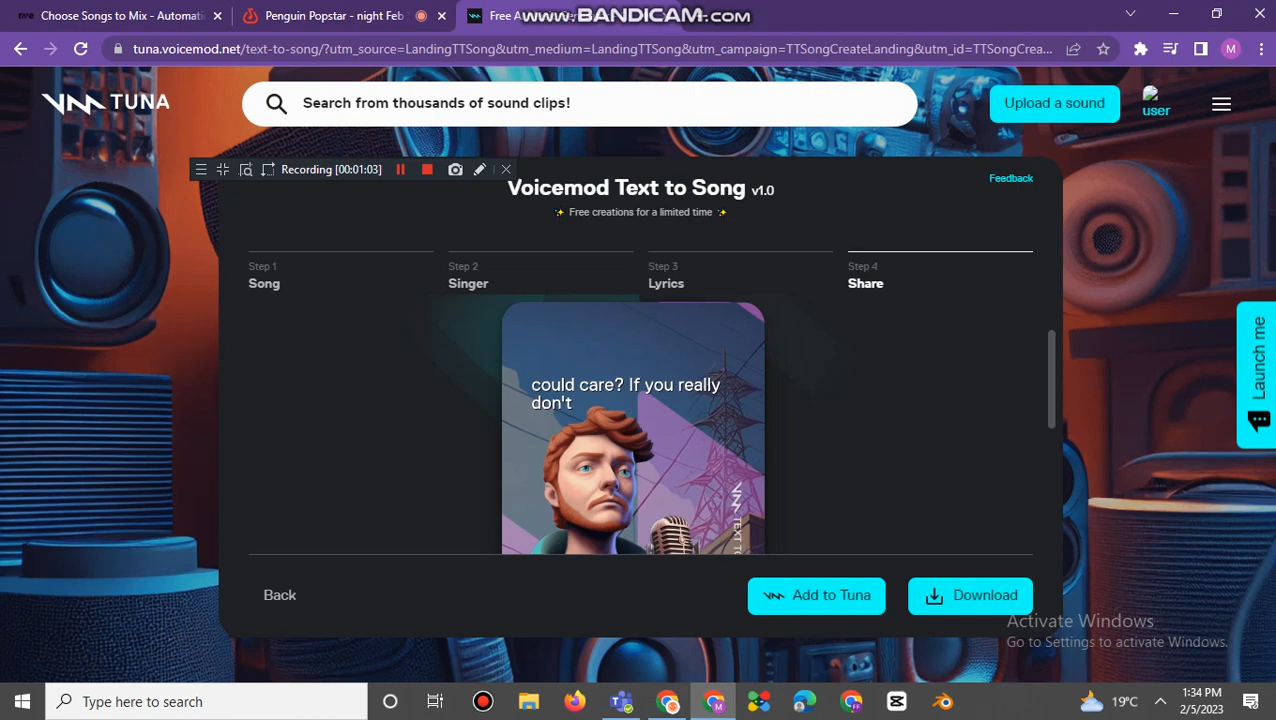 Choose Songs to Mix - Automatic
Penguin Popstar - night Feb
Free A
WWW.BANDICAM.COM
tuna.voicemod.net/text-to-song/?utm_source=LandingTTSong&utm_medium=LandingTTSong&utm_campaign=TTSongCreateLanding&utm_id=TTSongCrea...
M
TUNA
Search from thousands of sound clips!
Upload a sound
user
Recording [00:01:03]
Voicemod Text to Song v1.0
Feedback
Free creations for a limited time
Step 1
Song
Step 2
Singer
Step 3
Lyrics
Step 4
Share
Launch me
could care? If you really
don't
TEXT TO
Back
Add to Tuna
Download
Activate Windows
Go to Settings to activate Windows.
Type here to search
19°C
1:34 PM
2/5/2023